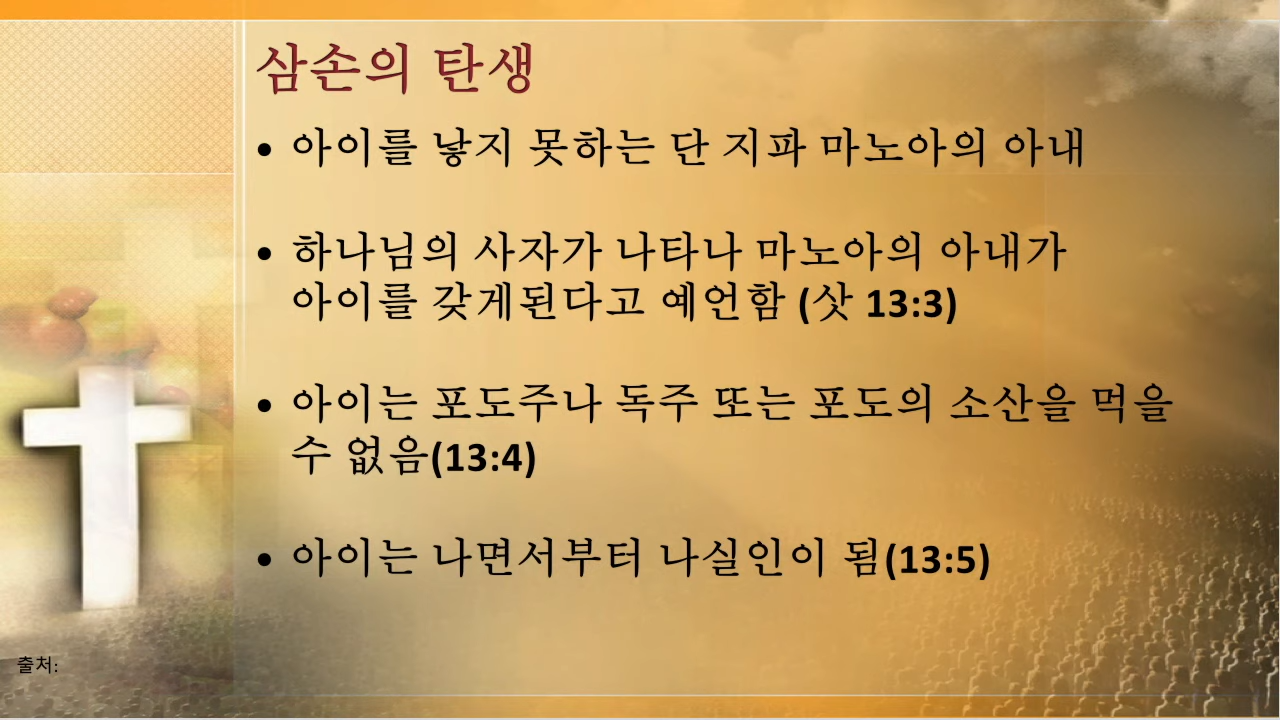 삼손의 탄생
• 아이를 낳지 못하는 단 지파 마노아의 아내
• 하나님의 사자가 나타나 마노아의 아내가
아이를 갖게된다고 예언함 (삿 13:3)
• 아이는 포도주나 독주 또는 포도의 소산을 먹을
수 없음(13:4)
• 아이는 나면서부터 나실인이 됨(13:5)
출처: